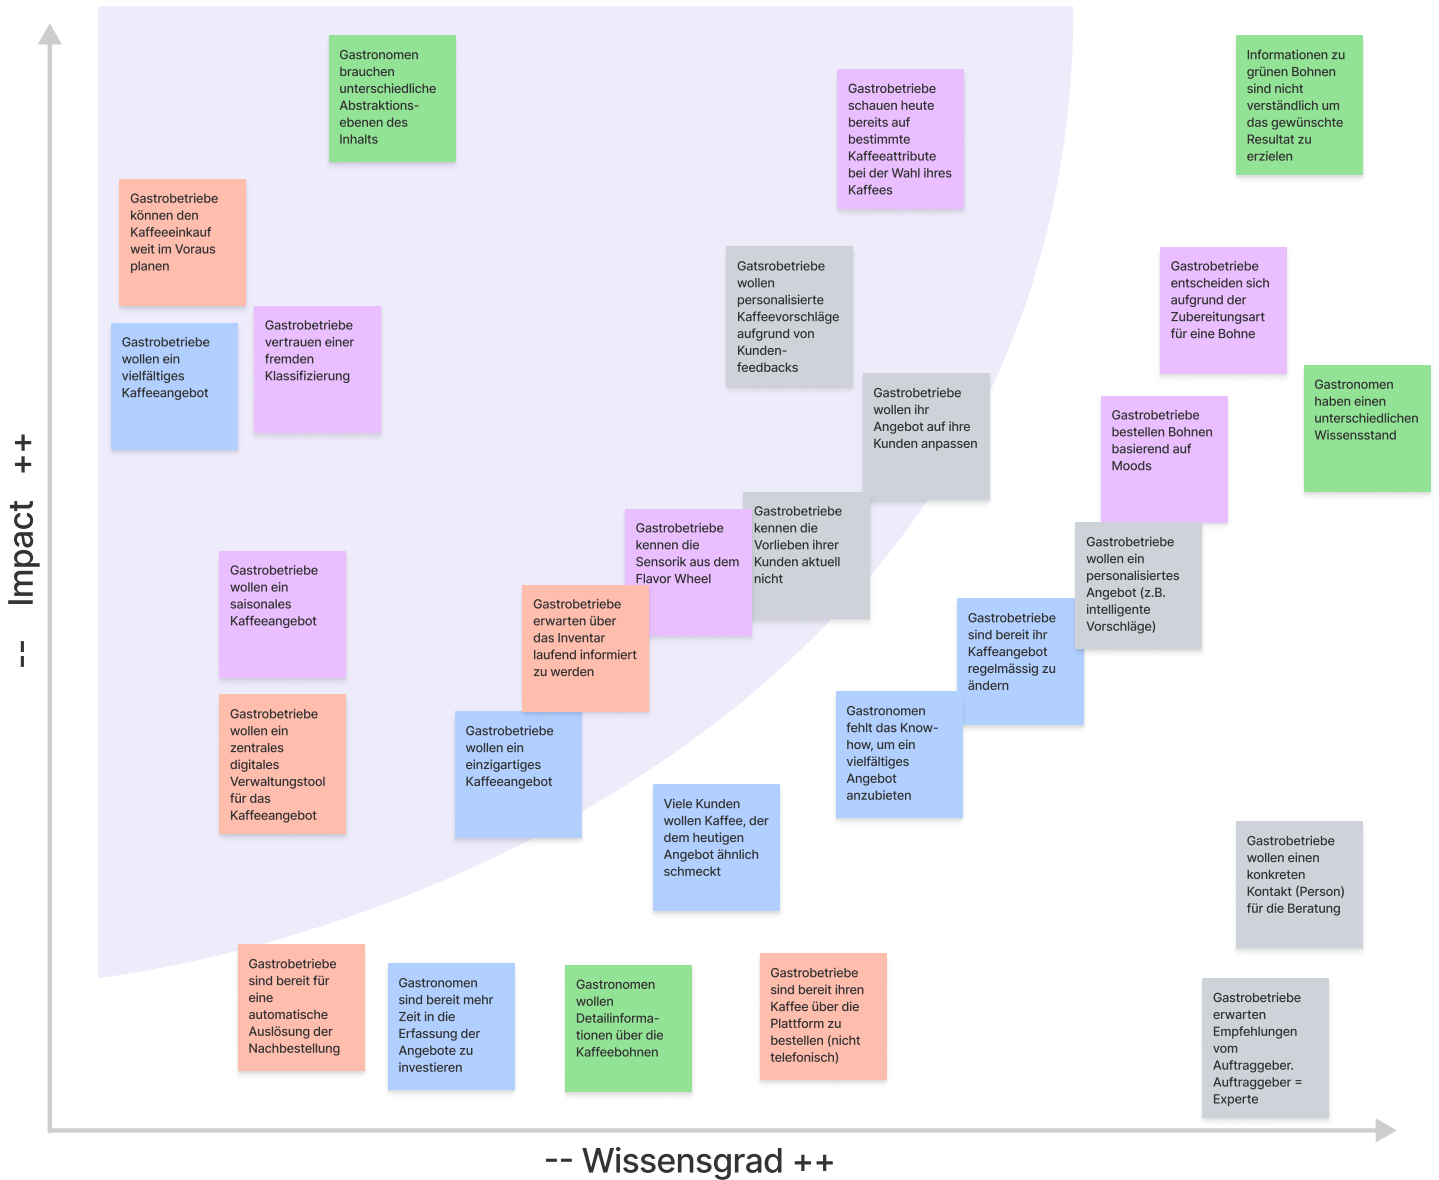 Gastronomen
brauchen
unterschiedliche
Abstraktions-
ebenen des
Inhalts
Gastrobetriebe
schauen heute
bereits auf
bestimmte
Kaffeeattribute
bei der Wahl ihres
Kaffees
Informationen zu
grünen Bohnen
sind nicht
verständlich um
das gewünschte
Resultat zu
erzielen
Gastrobetriebe
können den
Kaffeeeinkauf
weit im Voraus
planen
Gatsrobetriebe
wollen
personalisierte
Kaffeevorschläge
aufgrund von
Kunden-
feedbacks
Gastrobetriebe
entscheiden sich
aufgrund der
Zubereitungsart
für eine Bohne
Gastrobetriebe
wollen ein
vielfältiges
Kaffeeangebot
Gastrobetriebe
vertrauen einer
fremden
Klassifizierung
Gastrobetriebe
wollen ihr
Angebot auf ihre
Kunden anpassen
Gastrobetriebe
bestellen Bohnen
basierend auf
Moods
Gastronomen
haben einen
unterschiedlichen
Wissensstand
Gastrobetriebe
kennen die
Sensorik aus dem
Flavor Wheel
Gastrobetriebe
kennen die
Vorlieben ihrer
Kunden aktuell
nicht
Gastrobetriebe
wollen ein
personalisiertes
Angebot (z.B.
intelligente
Vorschläge)
Gastrobetriebe
wollen ein
saisonales
Kaffeeangebot
Gastrobetriebe
erwarten über
das Inventar
laufend informiert
zu werden
Gastrobetriebe
sind bereit ihr
Kaffeangebot
regelmässig zu
ändern
Gastrobetriebe
wollen ein
zentrales
digitales
Verwaltungstool
für das
Kaffeeangebot
Gastrobetriebe
wollen ein
einzigartiges
Kaffeeangebot
Gastronomen
fehlt das Know-
how, um ein
vielfältiges
Angebot
anzubieten
Viele Kunden
wollen Kaffee, der
dem heutigen
Angebot ähnlich
schmeckt
Gastrobetriebe
wollen einen
konkreten
Kontakt (Person)
für die Beratung
Gastrobetriebe
sind bereit für
eine
automatische
Auslösung der
Nachbestellung
Gastronomen
sind bereit mehr
Zeit in die
Erfassung der
Angebote zu
investieren
Gastronomen
wollen
Detailinforma-
tionen über die
Kaffeebohnen
Gastrobetriebe
sind bereit ihren
Kaffee über die
Plattform zu
bestellen (nicht
telefonisch)
Gastrobetriebe
erwarten
Empfehlungen
vom
Auftraggeber.
Auftraggeber =
Experte
-- Impact ++
-- Wissensgrad ++